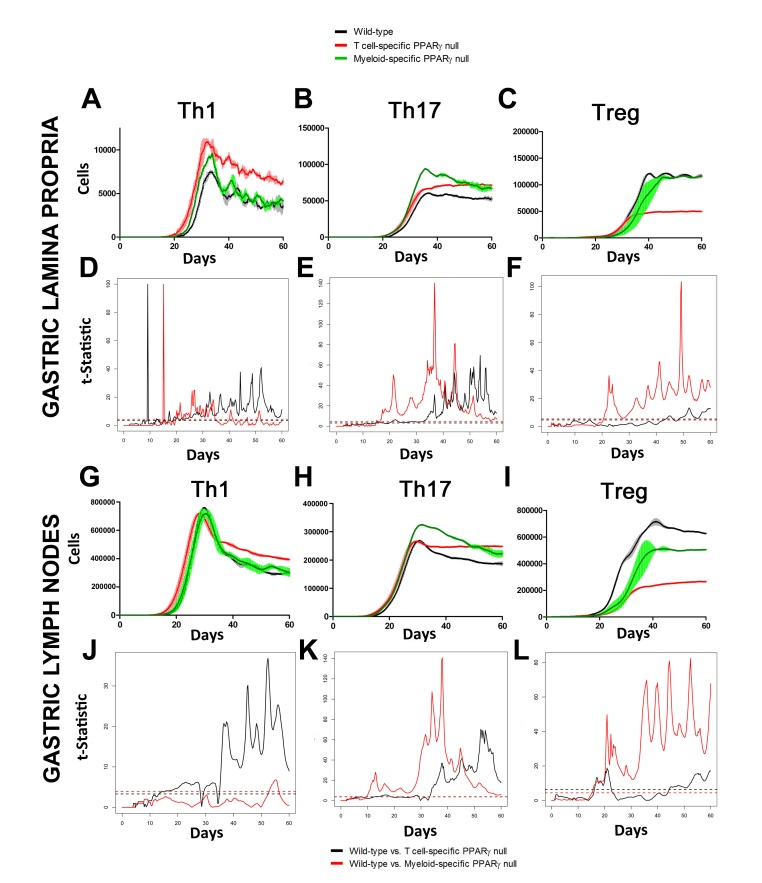 Wild-type
T cell-specific PPARγ null
Myeloid-specific PPARγ null
GASTRIC LAMINA PROPRIA
A
Th1
B
Th17
C
Treg
Cells
10000
5000
0
0 20 40 60
Days
150000
100000
50000
0
0 20 40 60
Days
200000
150000
100000
50000
0
0 20 40 60
Days
D
t-Statistic
100
80
60
40
20
0
0 10 20 30 40 50 60
Days
E
140
120
100
80
60
40
20
0
0 10 20 30 40 50 60
Days
F
100
80
60
40
20
0
0 10 20 30 40 50 60
Days
GASTRIC LYMPH NODES
G
Th1
H
Th17
I
Treg
Cells
800000
600000
400000
200000
0
0 20 40 60
Days
400000
300000
200000
100000
0
0 20 40 60
Days
800000
600000
400000
200000
0
0 20 40 60
Days
J
t-Statistic
30
20
10
0
0 10 20 30 40 50 60
Days
K
140
120
100
80
60
40
20
0
0 10 20 30 40 50 60
Days
L
80
60
40
20
0
0 10 20 30 40 50 60
Days
Wild-type vs. T cell-specific PPARγ null
Wild-type vs. Myeloid-specific PPARγ null